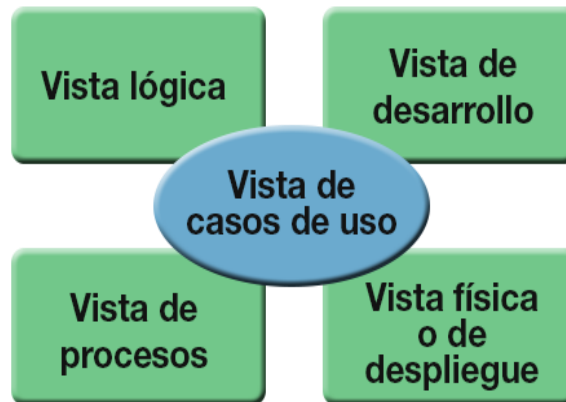 Vista lógica
Vista de
desarrollo
Vista de
casos de uso
Vista de
procesos
Vista física
o de
despliegue